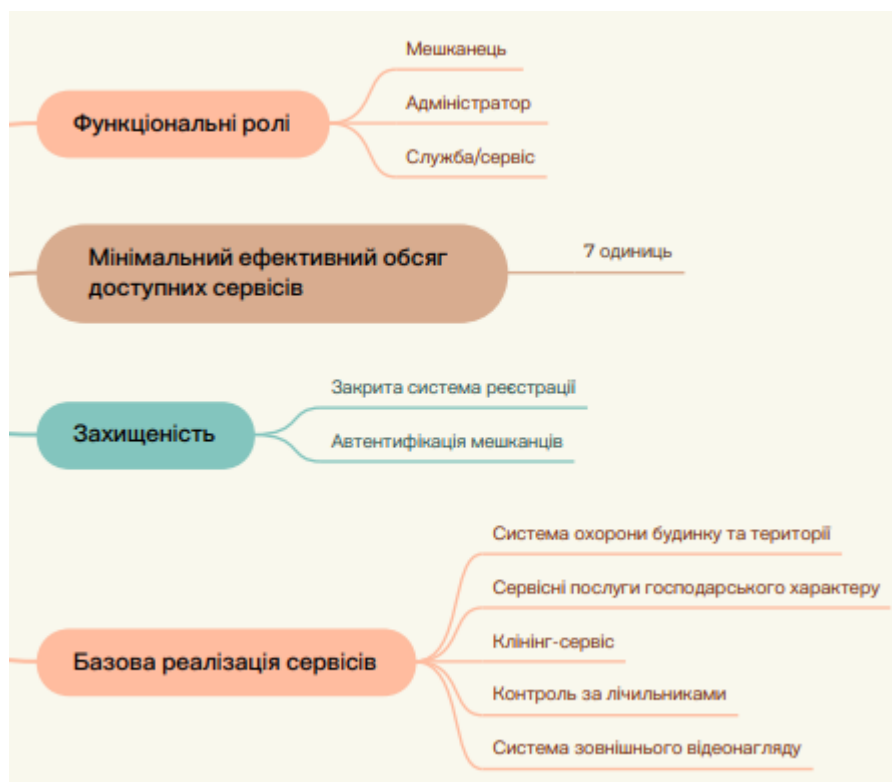 Функціональні ролі
Мешканець
Адміністратор
Служба/сервіс
Мінімальний ефективний обсяг
доступних сервісів
7 одиниць
Захищеність
Закрита система реєстрації
Автентифікація мешканців
Базова реалізація сервісів
Система охорони будинку та території
Сервісні послуги господарського характеру
Клінінг-сервіс
Контроль за лічильниками
Система зовнішнього відеонагляду